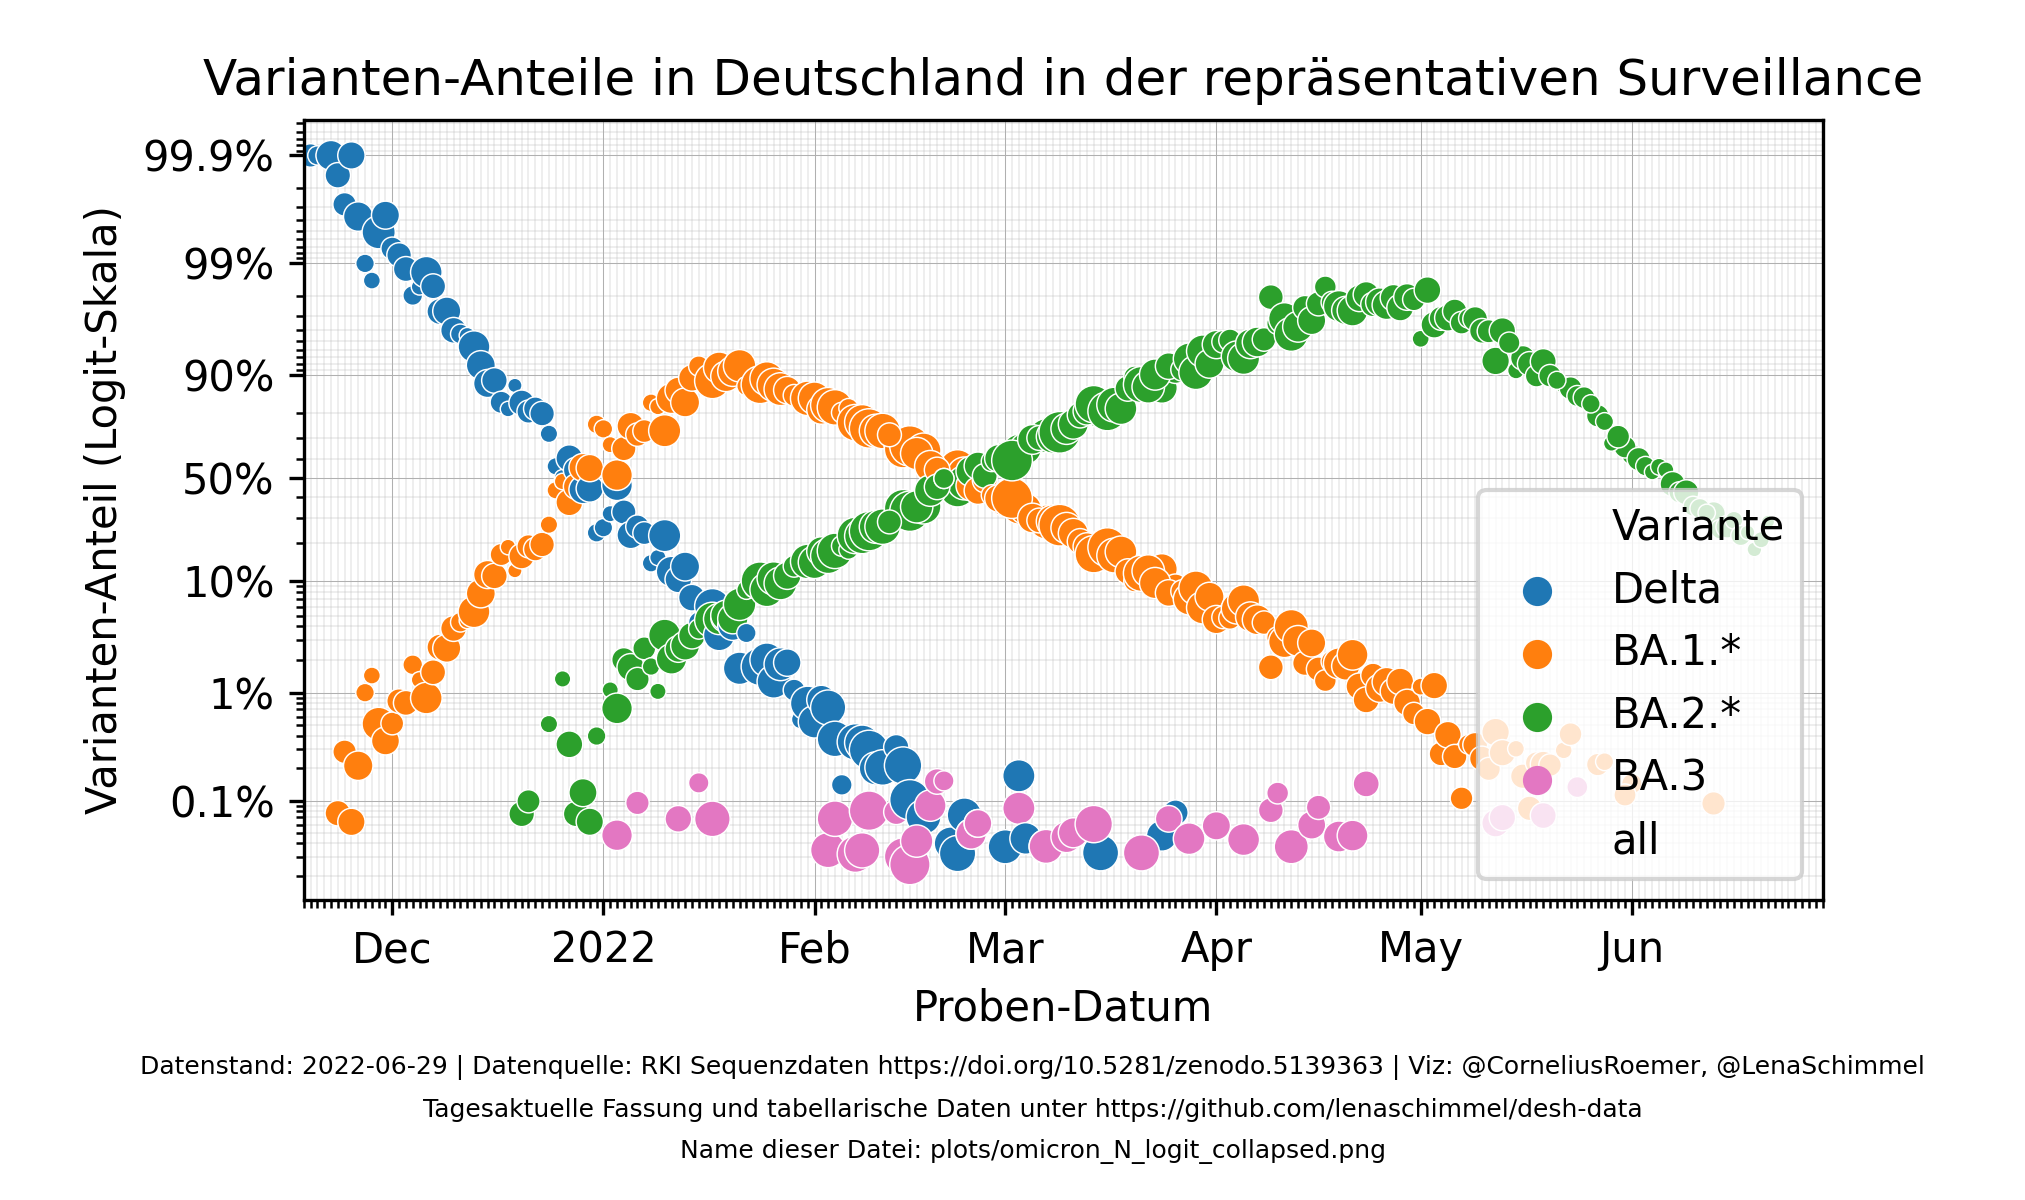 Varianten-Anteile in Deutschland in der repräsentativen Surveillance
Varianten-Anteil (Logit-Skala)
99.9%
99%
90%
50%
10%
1%
0.1%
Variante
Delta
BA.1.*
BA.2.*
BA.3
all
Dec 2022 Feb Mar Apr May Jun
Proben-Datum
Datenstand: 2022-06-29 | Datenquelle: RKI Sequenzdaten https://doi.org/10.5281/zenodo.5139363 | Viz: @CorneliusRoemer, @LenaSchimmel
Tagesaktuelle Fassung und tabellarische Daten unter https://github.com/lenaschimmel/desh-data
Name dieser Datei: plots/omicron_N_logit_collapsed.png